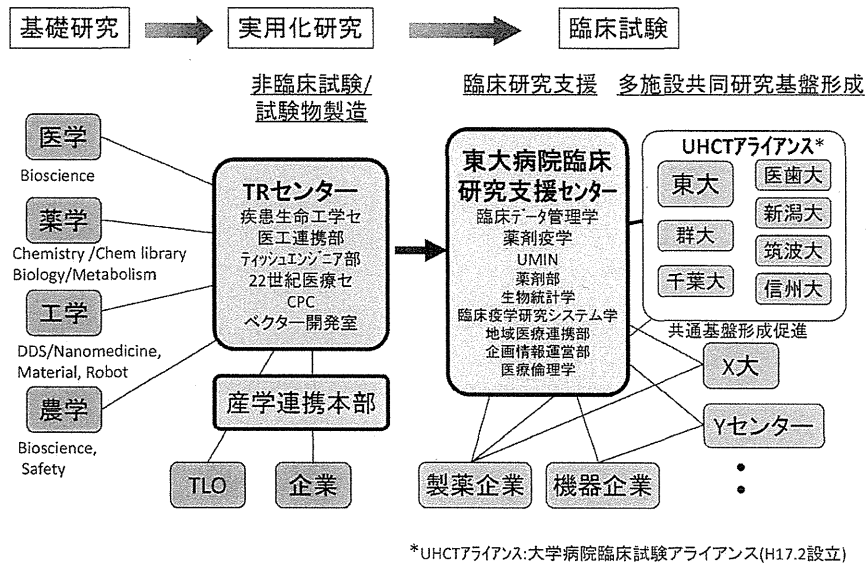 基礎研究
実用化研究
臨床試験
非臨床試験/
試験物製造
臨床研究支援
多施設共同研究基盤形成
医学
Bioscience
薬学
Chemistry /Chem library
Biology/Metabolism
工学
DDS/Nanomedicine,
Material, Robot
農学
Bioscience,
Safety
TRセンター
疾患生命工学セ
医工連携部
ティッシュエンジニア部
22世紀医療セ
CPC
ベクター開発室
産学連携本部
TLO
企業
東大病院臨床
研究支援センター
臨床データ管理学
薬剤疫学
UMIN
薬剤部
生物統計学
臨床疫学研究システム学
地域医療連携部
企画情報運営部
医療倫理学
製薬企業
機器企業
UHCTアライアンス*
東大
群大
千葉大
医歯大
新潟大
筑波大
信州大
共通基盤形成促進
X大
Yセンター
*UHCTアライアンス:大学病院臨床試験アライアンス(H17.2設立)